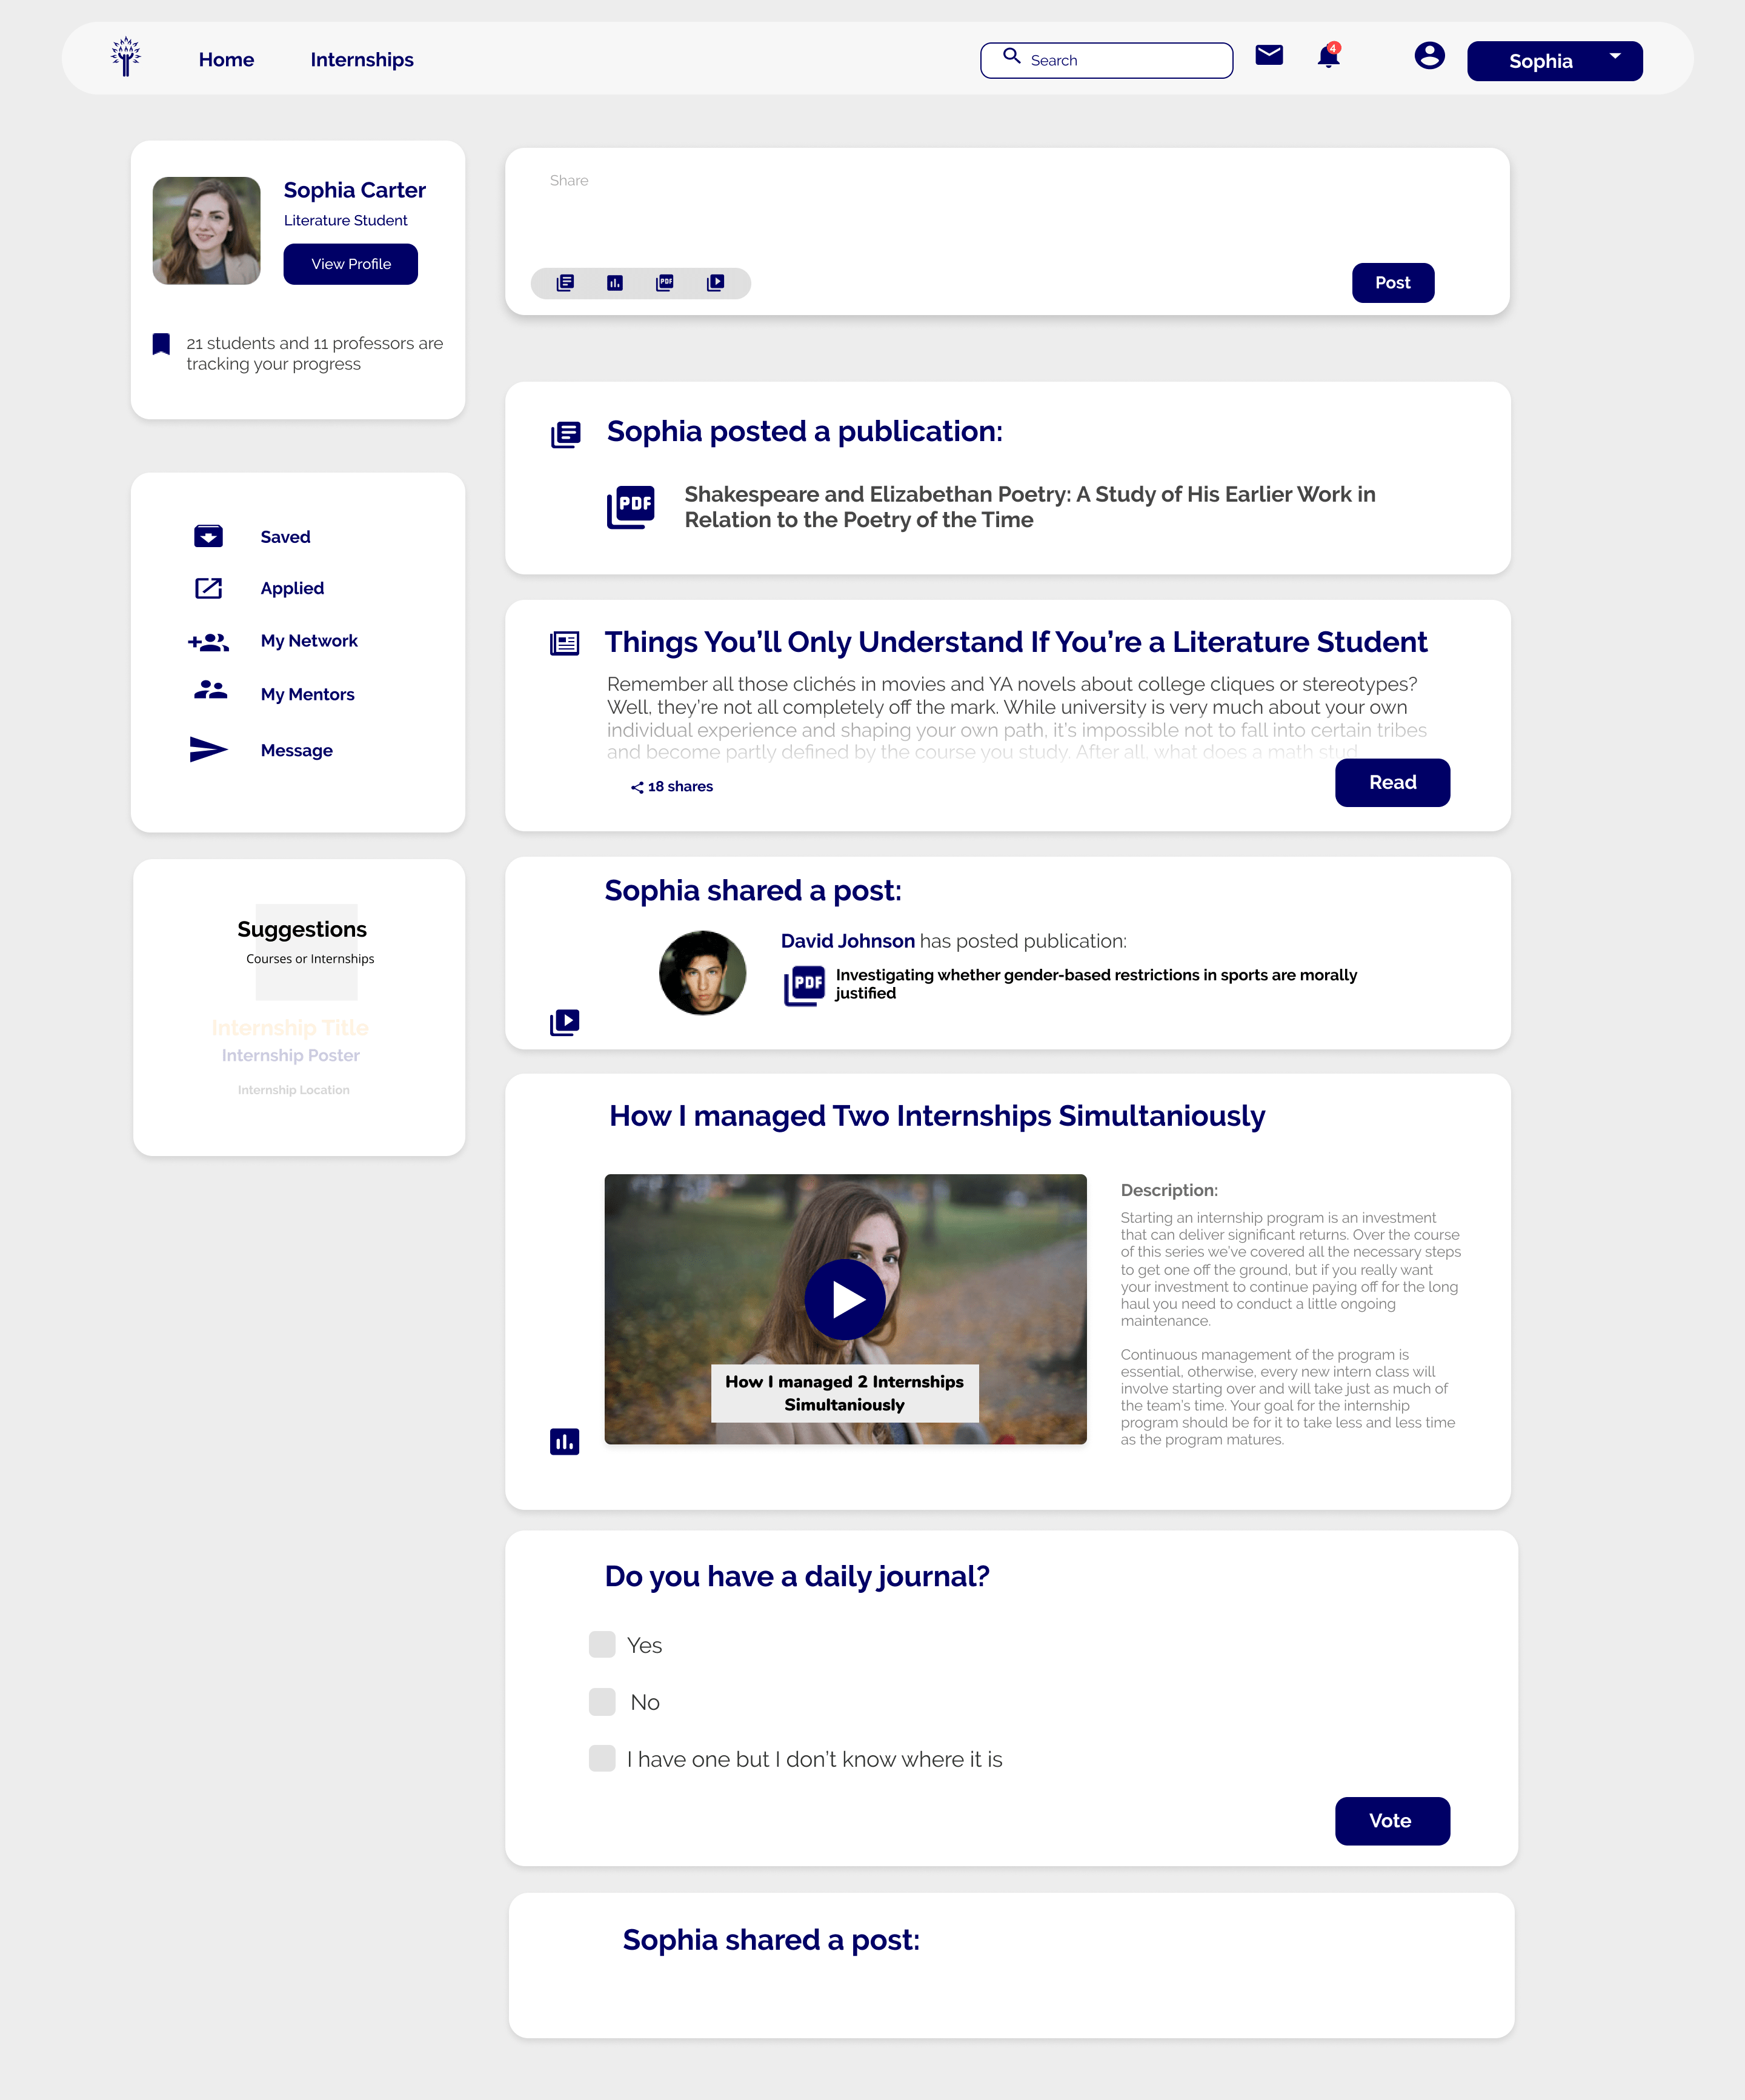 Home
Internships
Search
4
Sophia
Sophia Carter
Literature Student
View Profile
21 students and 11 professors are
tracking your progress
Saved
Applied
My Network
My Mentors
Message
Suggestions
Courses or Internships
Internship Title
Internship Poster
Internship Location
Share
PDF
Post
Sophia posted a publication:
PDF
Shakespeare and Elizabethan Poetry: A Study of His Earlier Work in
Relation to the Poetry of the Time
Things You’ll Only Understand If You’re a Literature Student
Remember all those clichés in movies and YA novels about college cliques or stereotypes?
Well, they’re not all completely off the mark. While university is very much about your own
individual experience and shaping your own path, it’s impossible not to fall into certain tribes
and become partly defined by the course you study. After all, what does a math stud
18 shares
Read
Sophia shared a post:
David Johnson has posted publication:
PDF
Investigating whether gender-based restrictions in sports are morally
justified
How I managed Two Internships Simultaniously
How I managed 2 Internships
Simultaniously
Description:
Starting an internship program is an investment
that can deliver significant returns. Over the course
of this series we’ve covered all the necessary steps
to get one off the ground, but if you really want
your investment to continue paying off for the long
haul you need to conduct a little ongoing
maintenance.
Continuous management of the program is
essential, otherwise, every new intern class will
involve starting over and will take just as much of
the team’s time. Your goal for the internship
program should be for it to take less and less time
as the program matures.
Do you have a daily journal?
Yes
No
I have one but I don’t know where it is
Vote
Sophia shared a post: